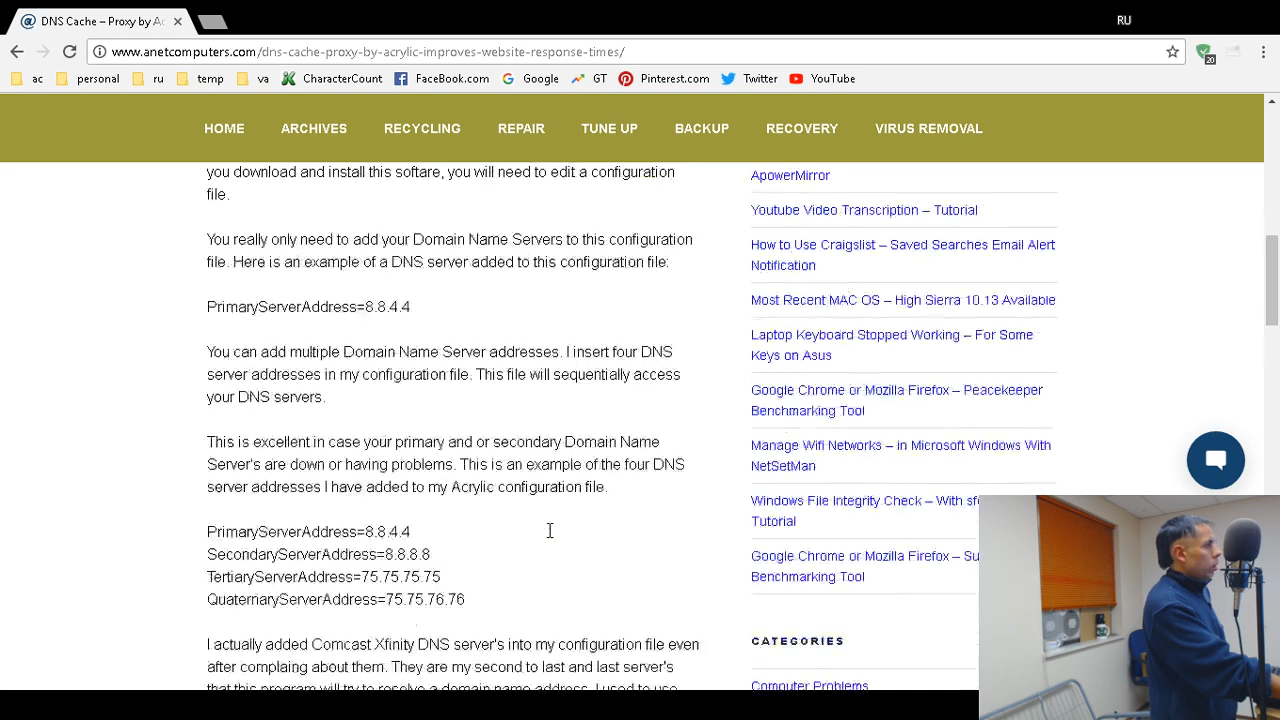 DNS Cache – Proxy by Ac
RU
www.anetcomputers.com/dns-cache-proxy-by-acrylic-improves-website-response-times/
20
ac
personal
ru
temp
va
CharacterCount
FaceBook.com
Google
GT
Pinterest.com
Twitter
YouTube
HOME
ARCHIVES
RECYCLING
REPAIR
TUNE UP
BACKUP
RECOVERY
VIRUS REMOVAL
you download and install this softare, you will need to edit a configuration
file.
You really only need to add your Domain Name Servers to this configuration
file. Here is an example of a DNS server added to this configuration file:
PrimaryServerAddress=8.8.4.4
You can add multiple Domain Name Server addresses. I insert four DNS
server addresses in my configuration file. This file will sequentially access
your DNS servers.
This is excellent in case your primary and or secondary Domain Name
Server's are down or having problems. This is an example of the four DNS
server addresses I have added to my Acrylic configuration file.
PrimaryServerAddress=8.8.4.4
SecondaryServerAddress=8.8.8.8
TertiaryServerAddress=75.75.75.75
QuaternaryServerAddress=75.75.76.76
I actually added Comcast Xfinity DNS server's into my configuration file even
after complaing about them. They are my second to last and last server's
that this program will try to resolve a domain name address. I used to use
ApowerMirror
Youtube Video Transcription – Tutorial
How to Use Craigslist – Saved Searches Email Alert
Notification
Most Recent MAC OS – High Sierra 10.13 Available
Laptop Keyboard Stopped Working – For Some
Keys on Asus
Google Chrome or Mozilla Firefox – Peacekeeper
Benchmarking Tool
Manage Wifi Networks – in Microsoft Windows With
NetSetMan
Windows File Integrity Check – With sf
Tutorial
Google Chrome or Mozilla Firefox – Su
Benchmarking Tool
CATEGORIES
Computer Problems